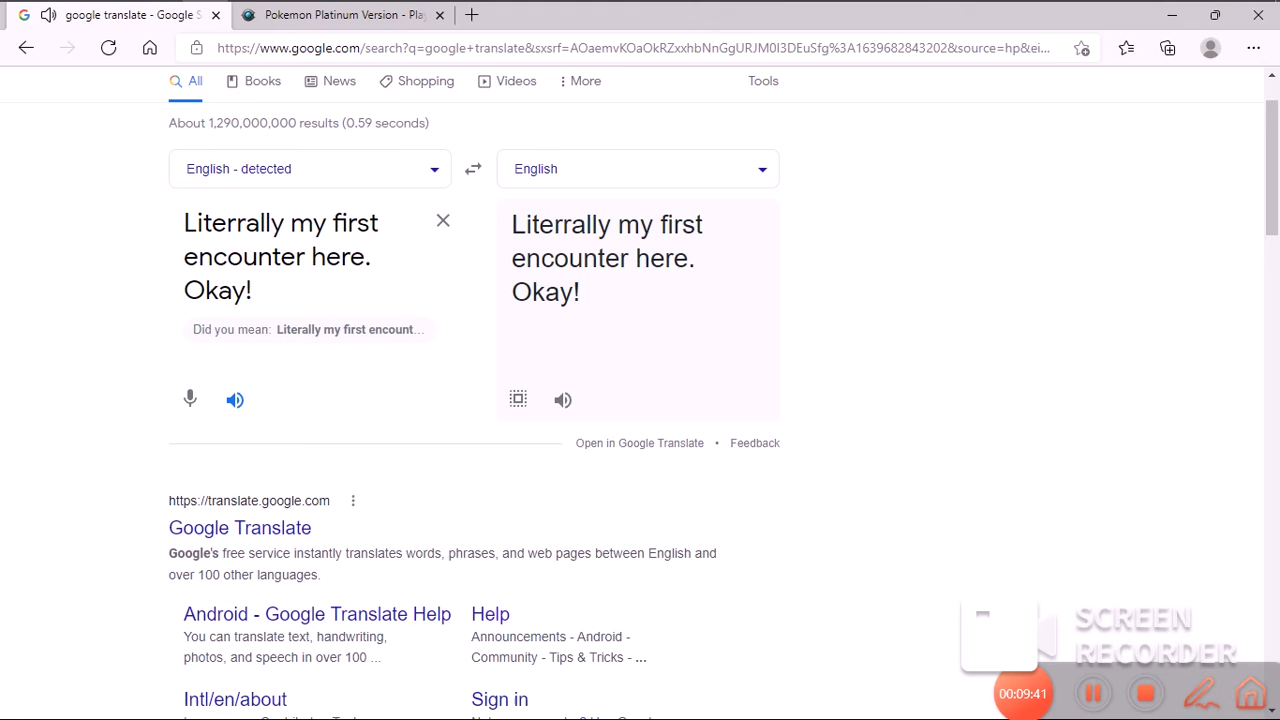 google translate - Google S
Pokemon Platinum Version - Play
https://www.google.com/search?q=google+translate&sxsrf=AOaemvKOaOkRZxxhbNnGgURJM0I3DEuSfg%3A1639682843202&source=hp&ei...
All
Books
News
Shopping
Videos
More
Tools
About 1,290,000,000 results (0.59 seconds)
English - detected
English
Literrally my first
encounter here.
Okay!
Did you mean: Literally my first encount...
Literrally my first
encounter here.
Okay!
Open in Google Translate • Feedback
https://translate.google.com
Google Translate
Google's free service instantly translates words, phrases, and web pages between English and
over 100 other languages.
Android - Google Translate Help
You can translate text, handwriting,
photos, and speech in over 100 ...
Help
Announcements - Android -
Community - Tips & Tricks - ...
Intl/en/about
Sign in
SCREEN
RECORDER
00:09:41